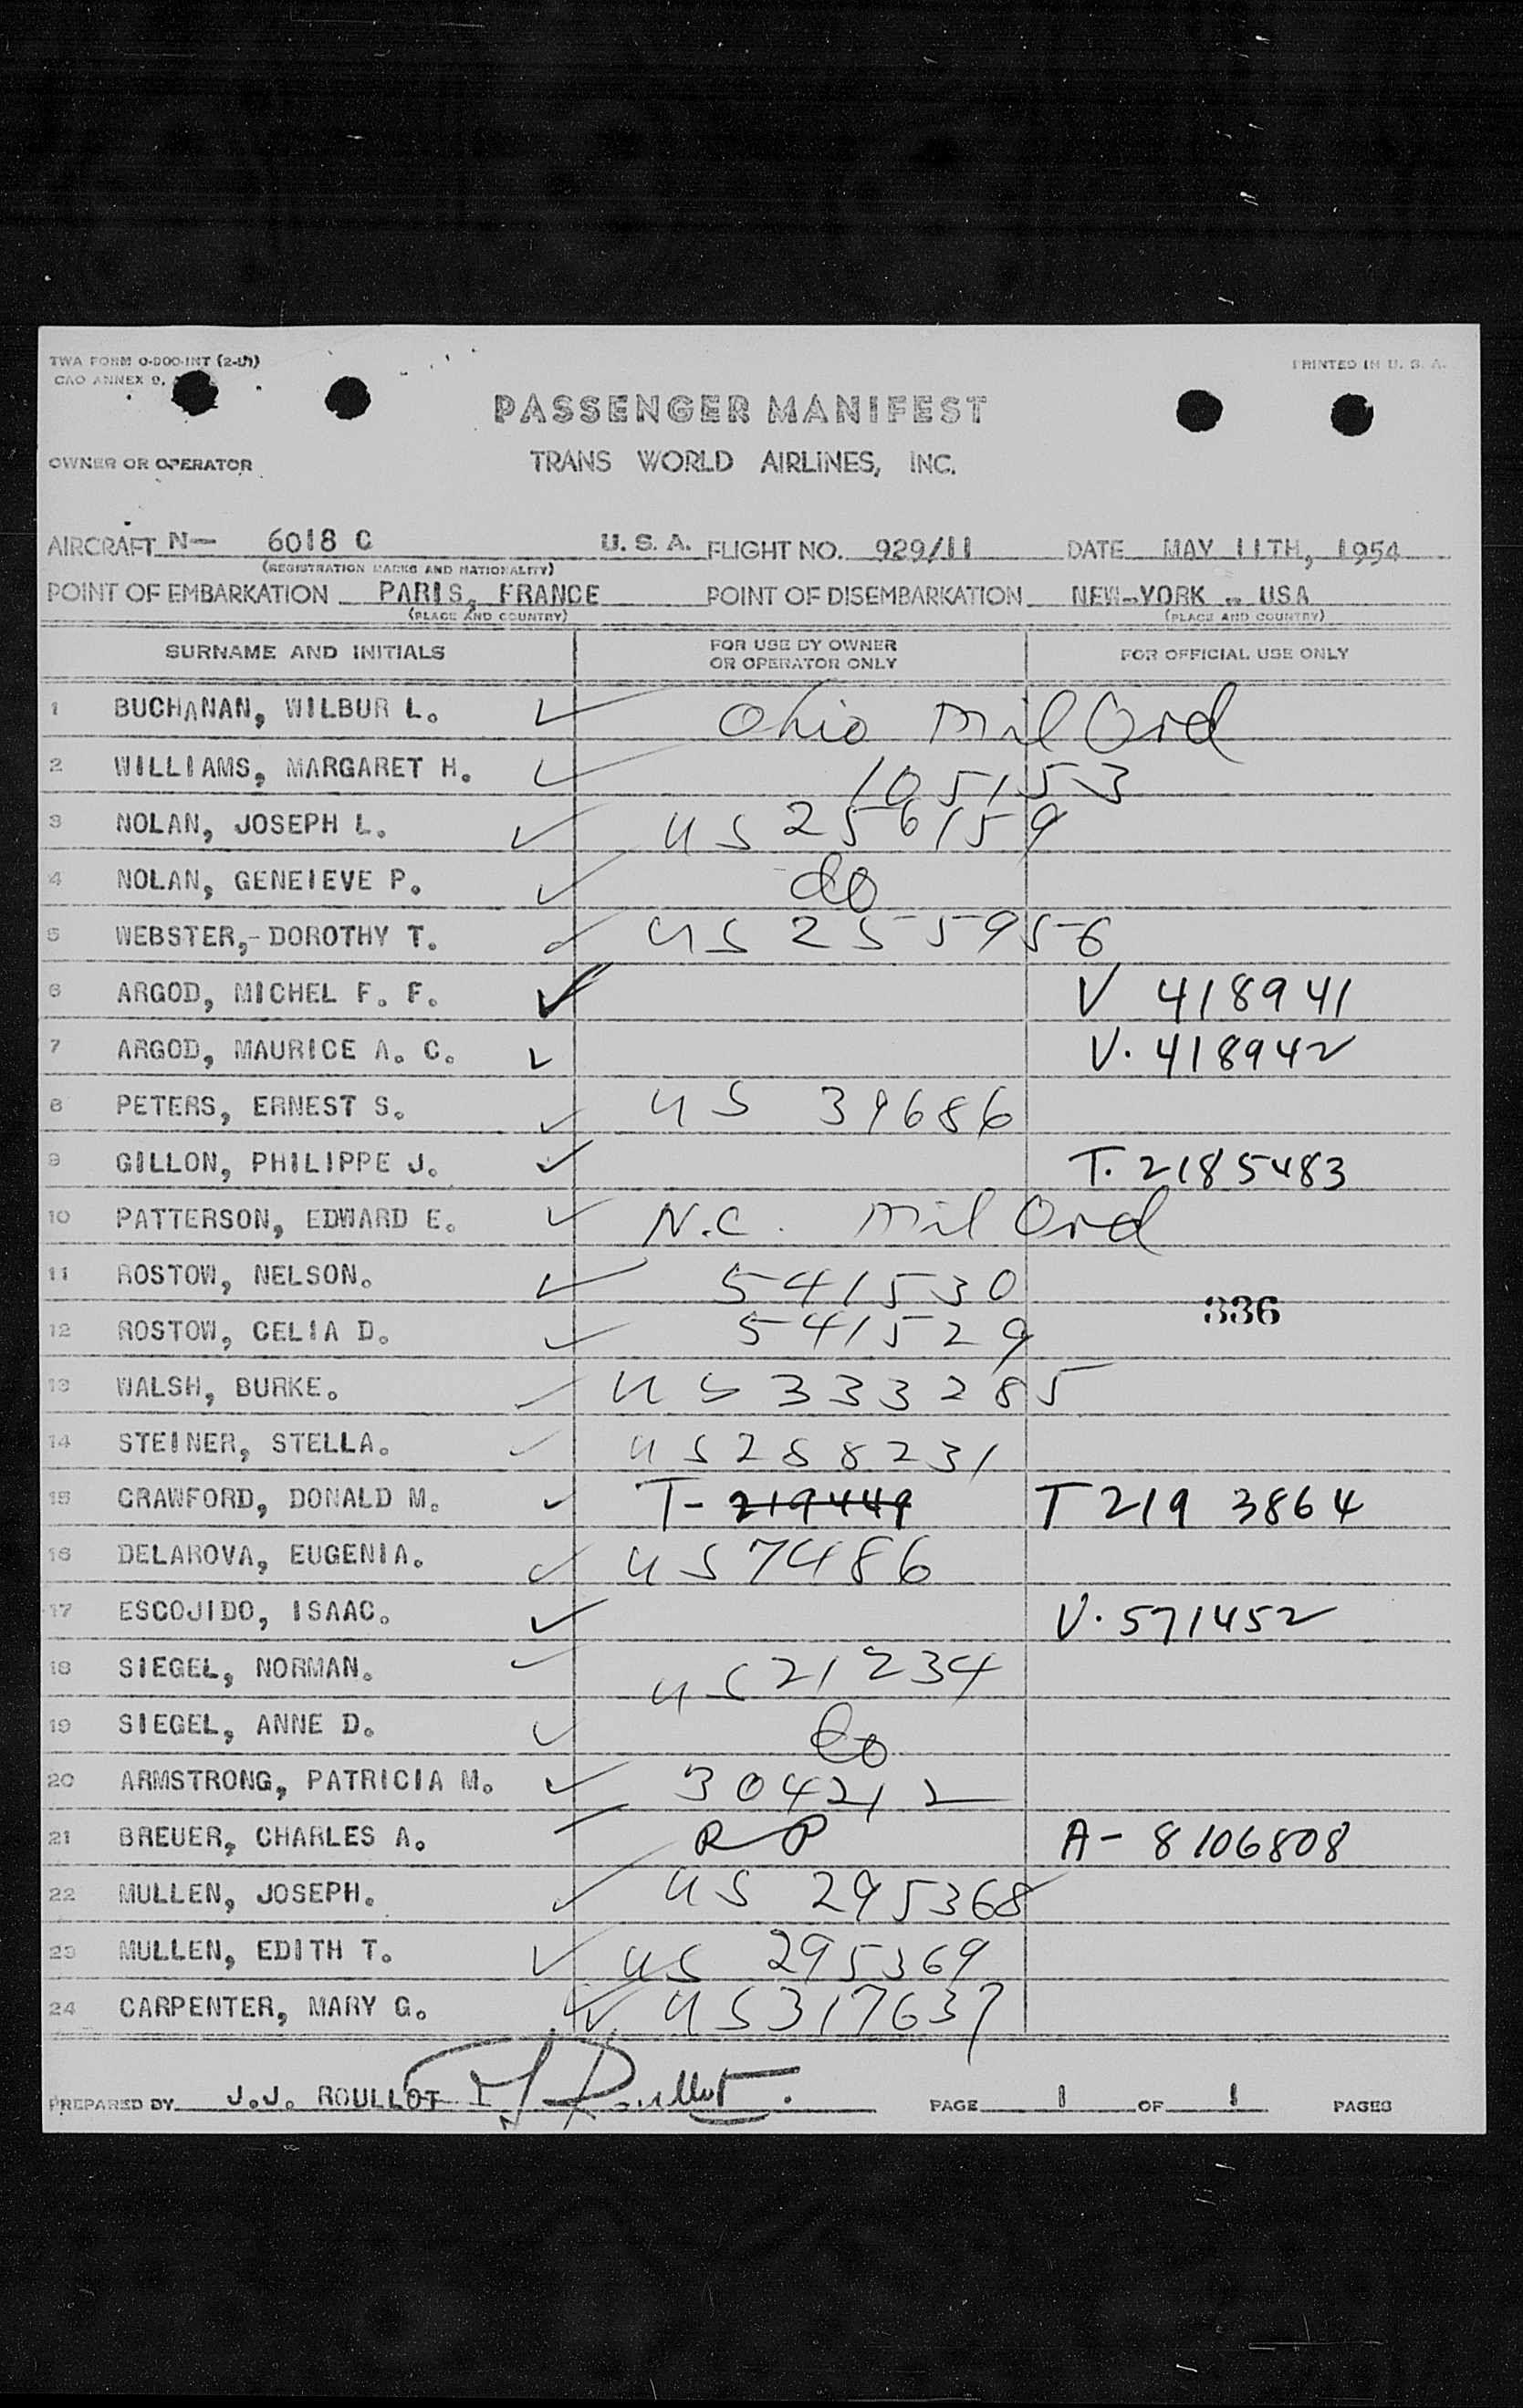 TWA FORM O-900-INT (2-51)
CAO ANNEX 9,
PRINTED IN U. S. A.
PASSENGER MANIFEST
OWNER OR OPERATOR TRANS WORLD AIRLINES, INC.
AIRCRAFT N— 6018 C U. S. A. FLIGHT NO. 929/11 DATE MAY 11TH, 1954
(REGISTRATION MARKS AND NATIONALITY)
POINT OF EMBARKATION PARIS, FRANCE POINT OF DISEMBARKATION NEW-YORK - USA
(PLACE AND COUNTRY) (PLACE AND COUNTRY)
SURNAME AND INITIALS FOR USE BY OWNER OR OPERATOR ONLY FOR OFFICIAL USE ONLY
1 BUCHANAN, WILBUR L. ✓ Ohio Mil Ord
2 WILLIAMS, MARGARET H. ✓ 105153
3 NOLAN, JOSEPH L. ✓ US 256159
4 NOLAN, GENEIEVE P. ✓ do
5 WEBSTER,-DOROTHY T. ✓ US 255956
6 ARGOD, MICHEL F. F. ✓ V 418941
7 ARGOD, MAURICE A. C. ✓ V. 418942
8 PETERS, ERNEST S. ✓ US 39686
9 GILLON, PHILIPPE J. ✓ T. 2185483
10 PATTERSON, EDWARD E. ✓ N.C. Mil Ord
11 ROSTOW, NELSON. ✓ 541530
336
12 ROSTOW, CELIA D. ✓ 541529
13 WALSH, BURKE. ✓ US 333285
14 STEINER, STELLA. ✓ US 288231
15 CRAWFORD, DONALD M. ✓ T- 219449 T 219 3864
16 DELAROVA, EUGENIA. ✓ US 7486
17 ESCOJIDO, ISAAC. ✓ V. 571452
18 SIEGEL, NORMAN. ✓ US 21234
19 SIEGEL, ANNE D. ✓ do
20 ARMSTRONG, PATRICIA M. ✓ 304212
21 BREUER, CHARLES A. RP A- 8106808
22 MULLEN, JOSEPH. ✓ US 295368
23 MULLEN, EDITH T. ✓ US 295369
24 CARPENTER, MARY G. ✓ US 317637
PREPARED BY J.J. ROULLOT JJ Roullot. PAGE 1 OF 1 PAGES